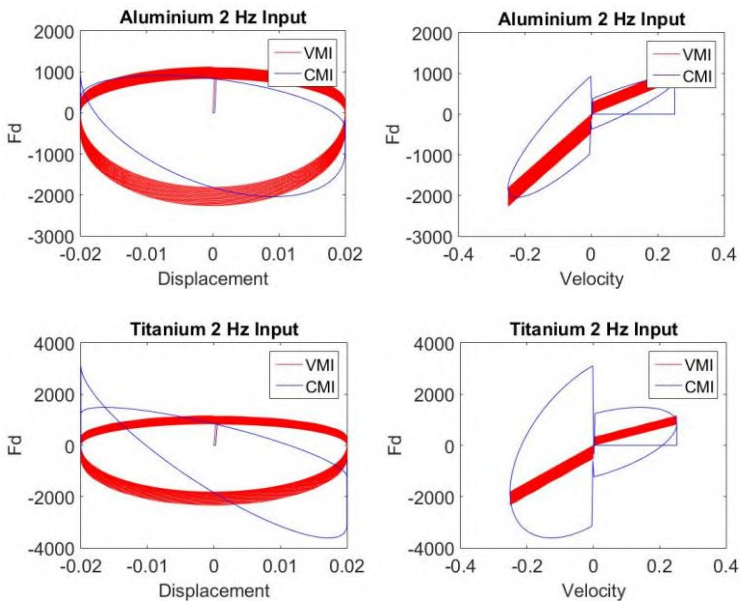 Aluminium 2 Hz Input
2000
1000
0
-1000
-2000
-3000
Fd
VMI
CMI
-0.02 -0.01 0 0.01 0.02
Displacement
Aluminium 2 Hz Input
2000
1000
0
-1000
-2000
-3000
Fd
VMI
CMI
-0.4 -0.2 0 0.2 0.4
Velocity
Titanium 2 Hz Input
4000
2000
0
-2000
-4000
Fd
VMI
CMI
-0.02 -0.01 0 0.01 0.02
Displacement
Titanium 2 Hz Input
4000
2000
0
-2000
-4000
Fd
VMI
CMI
-0.4 -0.2 0 0.2 0.4
Velocity